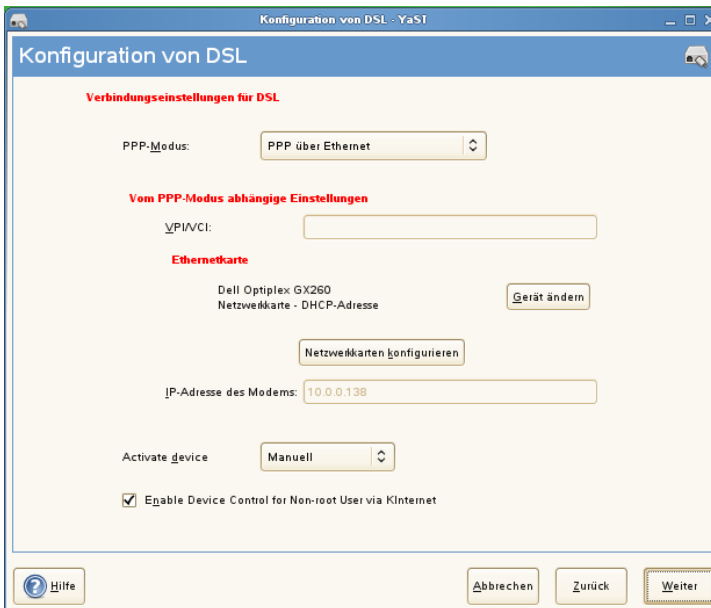 Konfiguration von DSL - YaST
Konfiguration von DSL
Verbindungseinstellungen für DSL
PPP-Modus: PPP über Ethernet
Vom PPP-Modus abhängige Einstellungen
VPI/VCI:
Ethernetkarte
Dell Optiplex GX260
Netzwerkkarte - DHCP-Adresse
Gerät ändern
Netzwerkkarten konfigurieren
IP-Adresse des Modems: 10.0.0.138
Activate device Manuell
Enable Device Control for Non-root User via KInternet
Hilfe Abbrechen Zurück Weiter